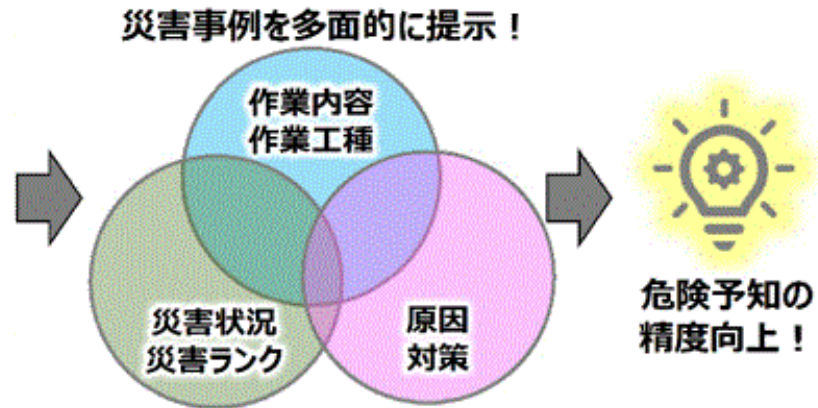 災害事例を多面的に提示！
作業内容
作業工種
災害状況
災害ランク
原因
対策
危険予知の
精度向上！